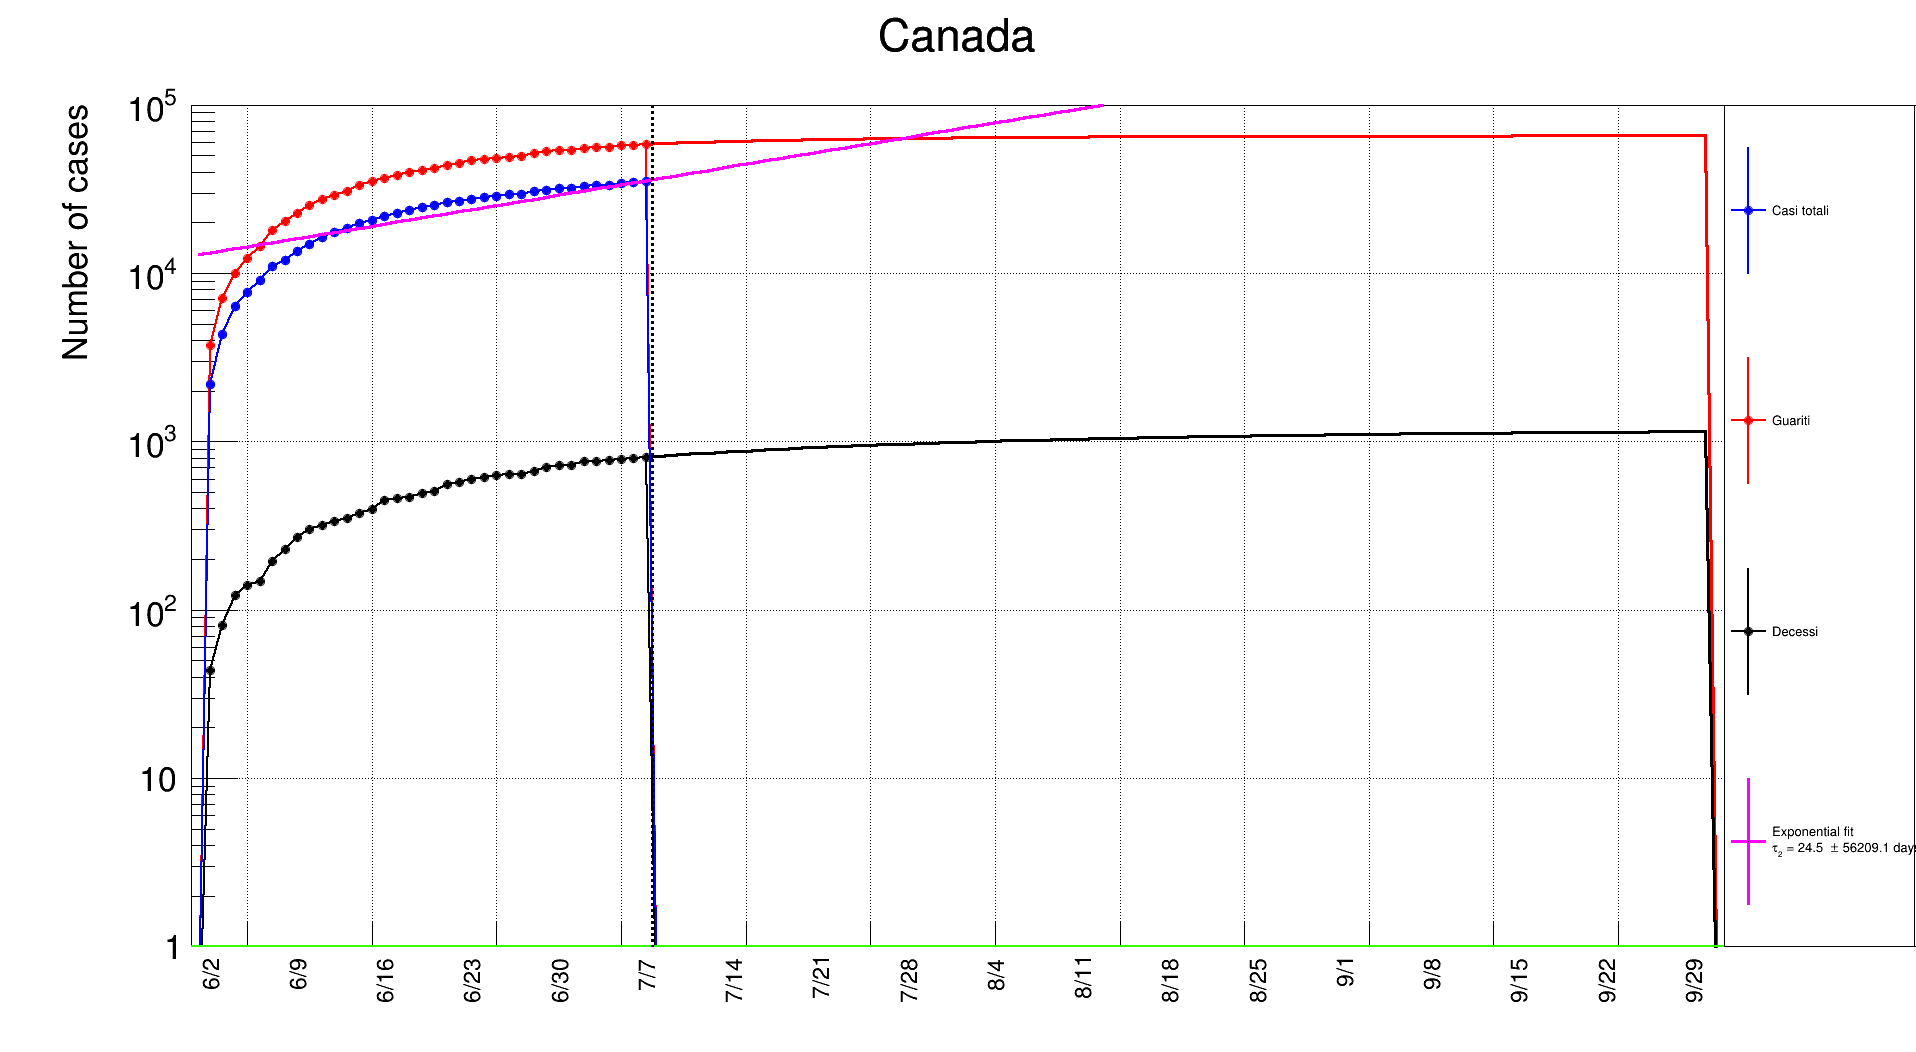 Canada
Number of cases
10^5
10^4
10^3
10^2
10
1
6/2 6/9 6/16 6/23 6/30 7/7 7/14 7/21 7/28 8/4 8/11 8/18 8/25 9/1 9/8 9/15 9/22 9/29
Casi totali
Guariti
Decessi
Exponential fit
τ₂ = 24.5 ± 56209.1 days